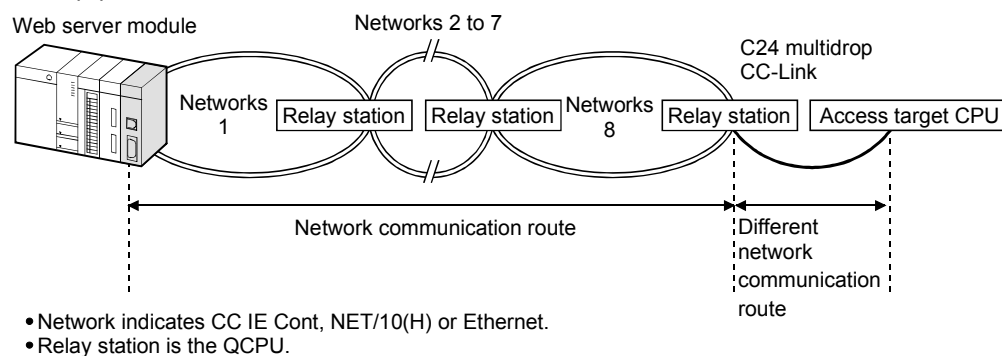 Web server module
Networks 2 to 7
C24 multidrop
CC-Link
Networks
1
Relay station
Relay station
Networks
8
Relay station
Access target CPU
Network communication route
Different
network
communication
route
• Network indicates CC IE Cont, NET/10(H) or Ethernet.
• Relay station is the QCPU.